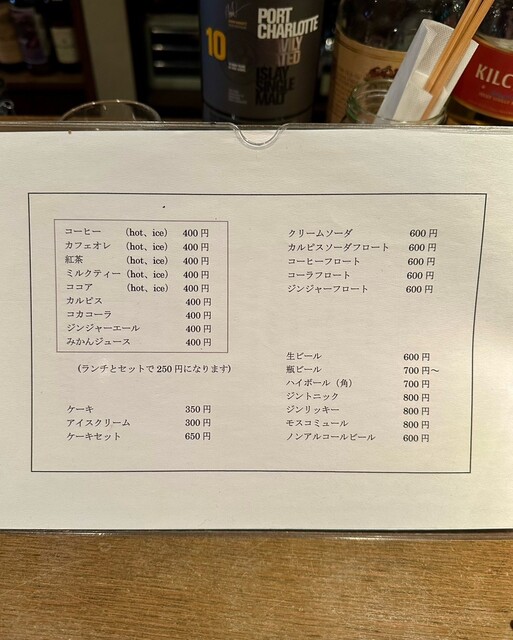 10
PORT
CHARLOTTE
ISLAY
SINGLE
MALT
KILC
コーヒー (hot、ice) 400円
カフェオレ (hot、ice) 400円
紅茶 (hot、ice) 400円
ミルクティー (hot、ice) 400円
ココア (hot、ice) 400円
カルピス 400円
コカコーラ 400円
ジンジャーエール 400円
みかんジュース 400円
(ランチとセットで250円になります)
ケーキ 350円
アイスクリーム 300円
ケーキセット 650円
クリームソーダ 600円
カルピスソーダフロート 600円
コーヒーフロート 600円
コーラフロート 600円
ジンジャーフロート 600円
生ビール 600円
瓶ビール 700円～
ハイボール（角） 700円
ジントニック 800円
ジンリッキー 800円
モスコミュール 800円
ノンアルコールビール 600円